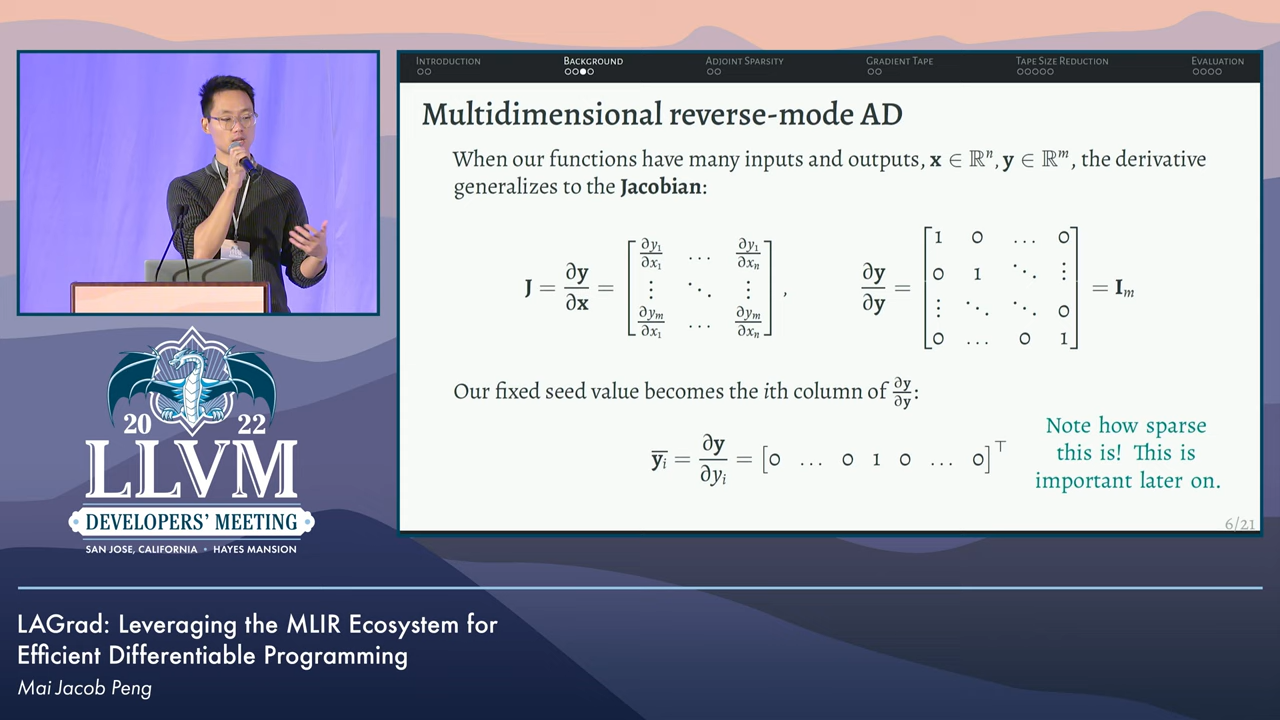 INTRODUCTION
BACKGROUND
ADJOINT SPARSITY
GRADIENT TAPE
TAPE SIZE REDUCTION
EVALUATION
Multidimensional reverse-mode AD
When our functions have many inputs and outputs, x ∈ ℝⁿ, y ∈ ℝᵐ, the derivative
generalizes to the Jacobian:
J = ∂y/∂x = [∂y₁/∂x₁ … ∂y₁/∂xₙ ⋮ ⋱ ⋮ ∂yₘ/∂x₁ … ∂yₘ/∂xₙ] ,
∂y/∂y = [1 0 … 0 0 1 ⋱ ⋮ ⋮ ⋱ ⋱ 0 0 … 0 1] = Iₘ
Our fixed seed value becomes the ith column of ∂y/∂y:
y̅ᵢ = ∂y/∂yᵢ = [0 … 0 1 0 … 0]⊤
Note how sparse
this is! This is
important later on.
6/21
20 22
LLVM
DEVELOPERS' MEETING
SAN JOSE, CALIFORNIA • HAYES MANSION
LAGrad: Leveraging the MLIR Ecosystem for
Efficient Differentiable Programming
Mai Jacob Peng